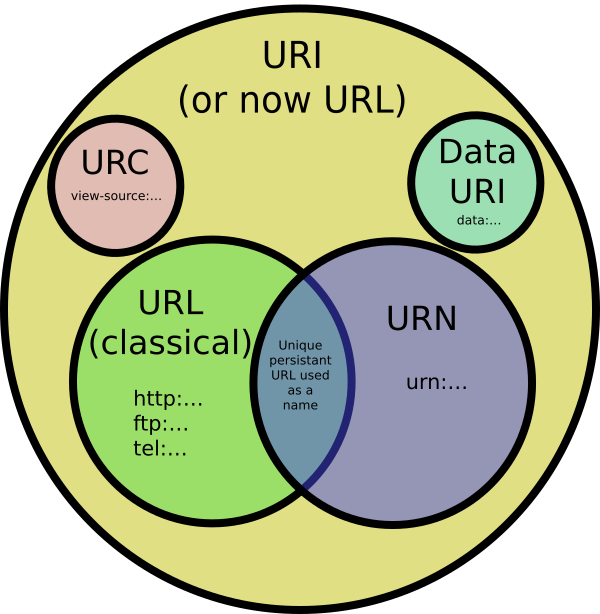 URI
(or now URL)
URC
view-source:...
Data
URI
data:...
URL
(classical)
http:...
ftp:...
tel:...
Unique
persistant
URL used
as a
name
URN
urn:...